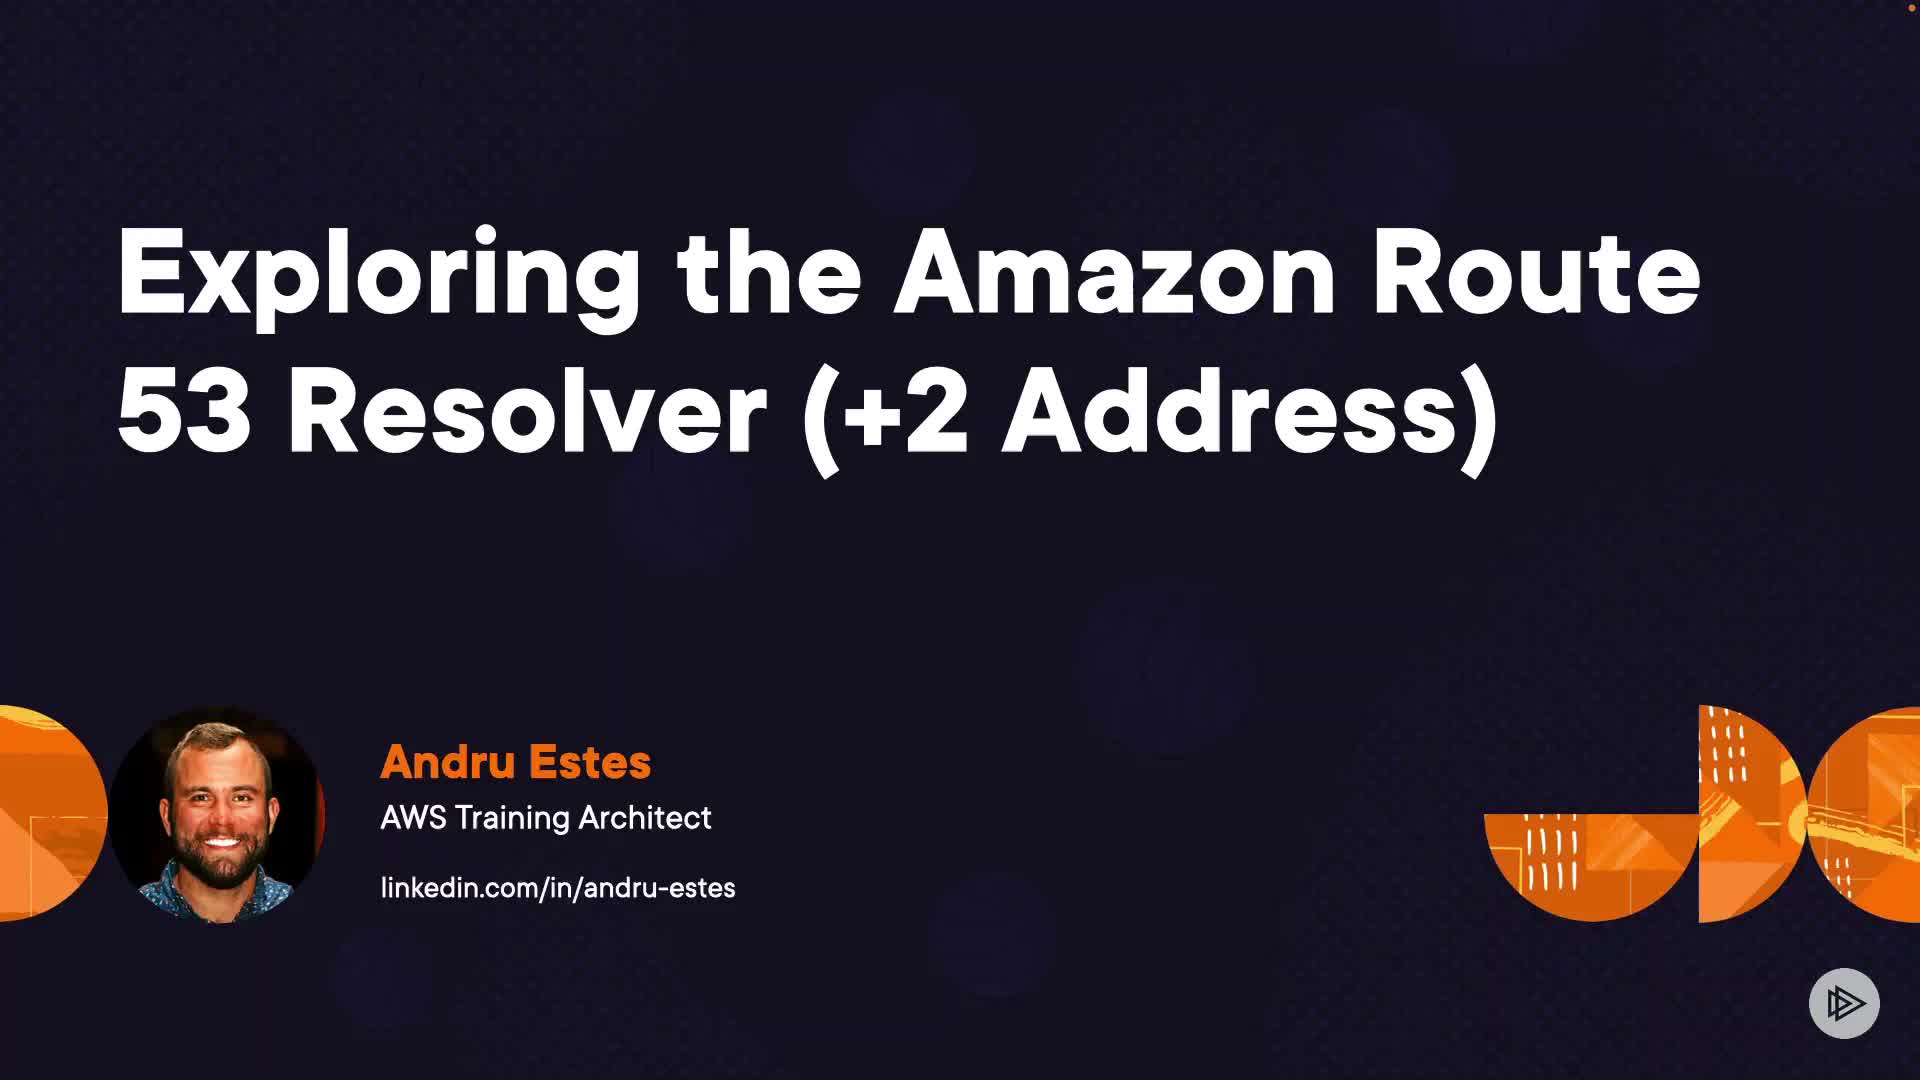 Exploring the Amazon Route
53 Resolver (+2 Address)
Andru Estes
AWS Training Architect
linkedin.com/in/andru-estes